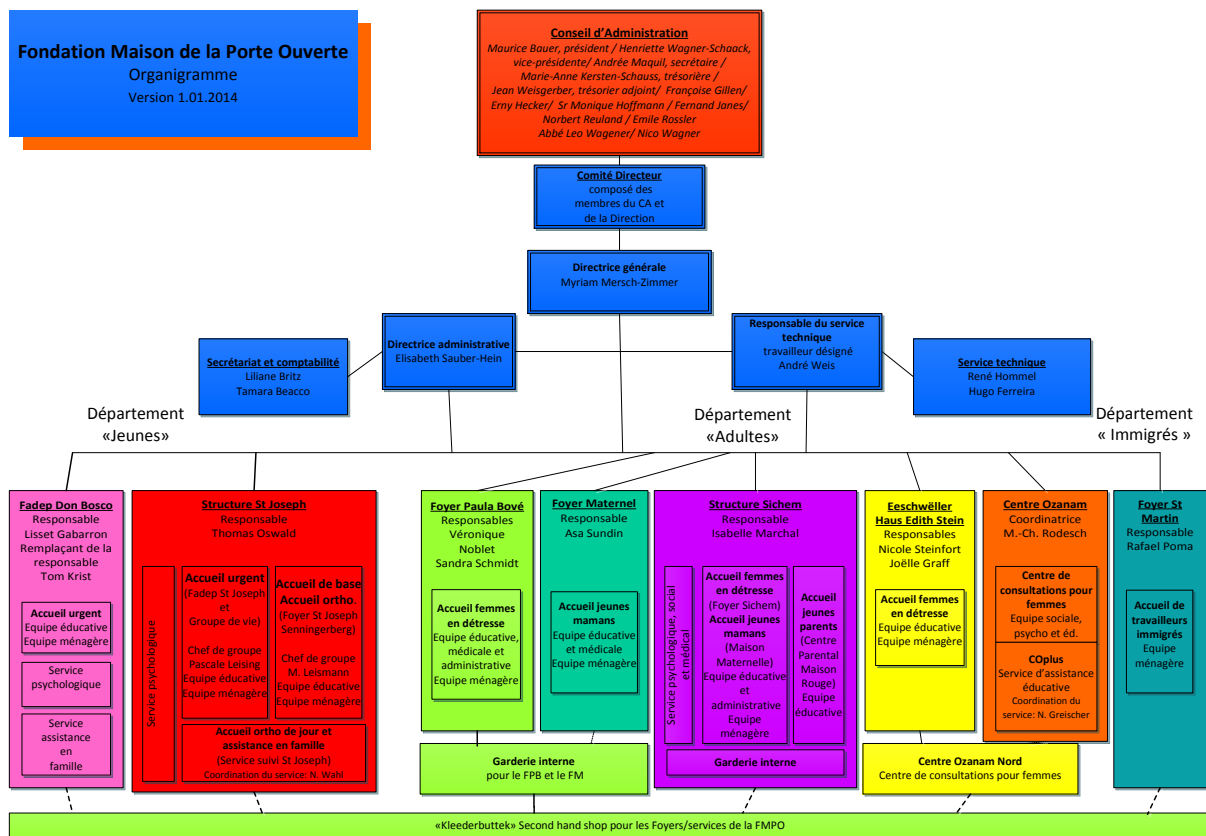 Fondation Maison de la Porte Ouverte
Organigramme
Version 1.01.2014
Conseil d’Administration
Maurice Bauer, président / Henriette Wagner-Schaack,
vice-présidente/ Andrée Maquil, secrétaire /
Marie-Anne Kersten-Schauss, trésorière /
Jean Weisgerber, trésorier adjoint/ Françoise Gillen/
Erny Hecker/ Sr Monique Hoffmann / Fernand Janes/
Norbert Reuland / Emile Rossler
Abbé Leo Wagener/ Nico Wagner
Comité Directeur
composé des
membres du CA et
de la Direction
Directrice générale
Myriam Mersch-Zimmer
Directrice administrative
Elisabeth Sauber-Hein
Responsable du service
technique
travailleur désigné
André Weis
Secrétariat et comptabilité
Liliane Britz
Tamara Beacco
Service technique
René Hommel
Hugo Ferreira
Département
«Jeunes»
Département
«Adultes»
Département
« Immigrés »
Fadep Don Bosco
Responsable
Lisset Gabarron
Remplaçant de la
responsable
Tom Krist
Accueil urgent
Equipe éducative
Equipe ménagère
Service
psychologique
Service
assistance
en
famille
Structure St Joseph
Responsable
Thomas Oswald
Service psychologique
Accueil urgent
(Fadep St Joseph
et
Groupe de vie)
Chef de groupe
Pascale Leising
Equipe éducative
Equipe ménagère
Accueil de base
Accueil ortho.
(Foyer St Joseph
Senningerberg)
Chef de groupe
M. Leismann
Equipe éducative
Equipe ménagère
Accueil ortho de jour et
assistance en famille
(Service suivi St Joseph)
Coordination du service: N. Wahl
Foyer Paula Bové
Responsables
Véronique
Noblet
Sandra Schmidt
Accueil femmes
en détresse
Equipe éducative,
médicale et
administrative
Equipe ménagère
Foyer Maternel
Responsable
Asa Sundin
Accueil jeunes
mamans
Equipe éducative
et médicale
Equipe ménagère
Garderie interne
pour le FPB et le FM
Structure Sichem
Responsable
Isabelle Marchal
Service psychologique, social
et médical
Accueil femmes
en détresse
(Foyer Sichem)
Accueil jeunes
mamans
(Maison
Maternelle)
Equipe éducative
et
administrative
Equipe
ménagère
Accueil
jeunes
parents
(Centre
Parental
Maison
Rouge)
Equipe
éducative
Garderie interne
Eeschwëller
Haus Edith Stein
Responsables
Nicole Steinfort
Joëlle Graff
Accueil femmes
en détresse
Equipe éducative
Equipe ménagère
Centre Ozanam
Coordinatrice
M.-Ch. Rodesch
Centre de
consultations pour
femmes
Equipe sociale,
psycho et éd.
COplus
Service d’assistance
éducative
Coordination du
service: N. Greischer
Centre Ozanam Nord
Centre de consultations pour femmes
Foyer St
Martin
Responsable
Rafael Poma
Accueil de
travailleurs
immigrés
Equipe
ménagère
«Kleederbuttek» Second hand shop pour les Foyers/services de la FMPO